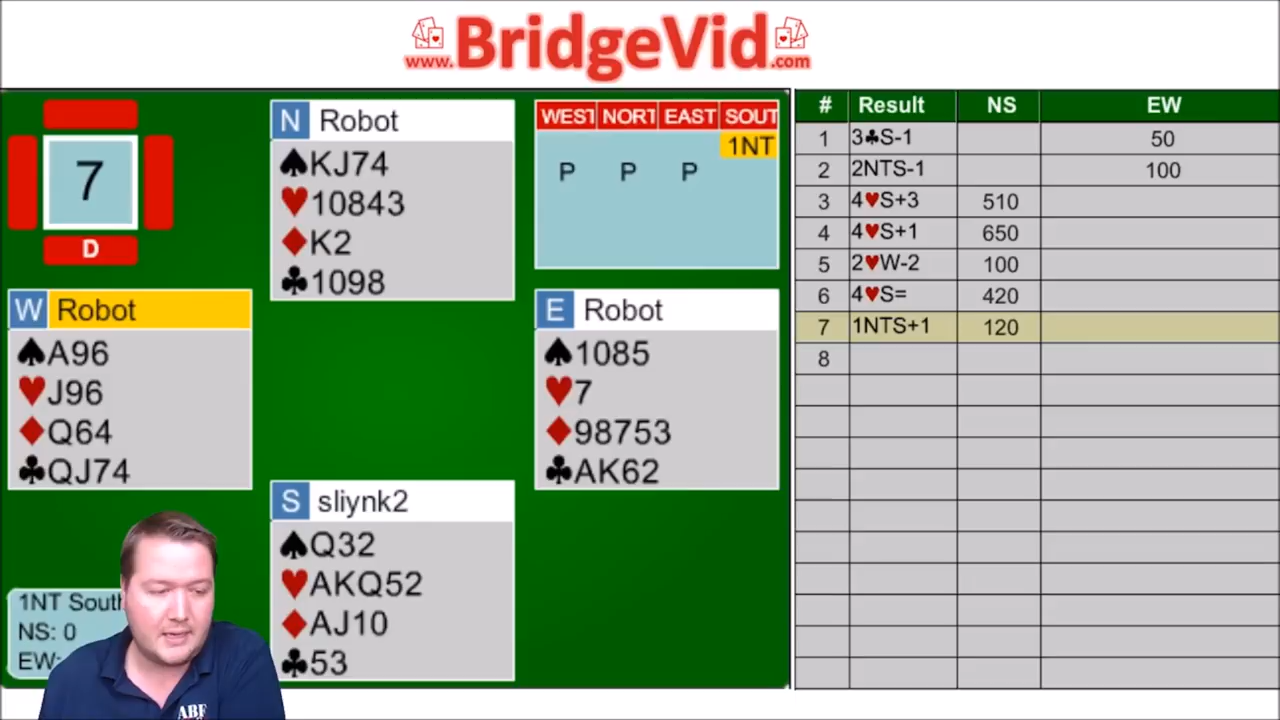 www.BridgeVid.com
7
D
N Robot
♠KJ74
♥10843
♦K2
♣1098
WEST NORT EAST SOUT
1NT
P P P
W Robot
♠A96
♥J96
♦Q64
♣QJ74
E Robot
♠1085
♥7
♦98753
♣AK62
S sliynk2
♠Q32
♥AKQ52
♦AJ10
♣53
1NT South
NS: 0
EW:
ABF
# Result NS EW
1 3♣S-1 50
2 2NTS-1 100
3 4♥S+3 510
4 4♥S+1 650
5 2♥W-2 100
6 4♥S= 420
7 1NTS+1 120
8